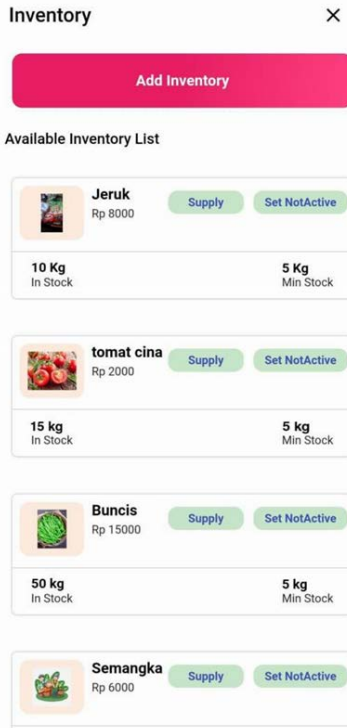 Inventory
Add Inventory
Available Inventory List
Jeruk
Rp 8000
Supply
Set NotActive
10 Kg
In Stock
5 Kg
Min Stock
tomat cina
Rp 2000
Supply
Set NotActive
15 kg
In Stock
5 kg
Min Stock
Buncis
Rp 15000
Supply
Set NotActive
50 kg
In Stock
5 kg
Min Stock
Semangka
Rp 6000
Supply
Set NotActive